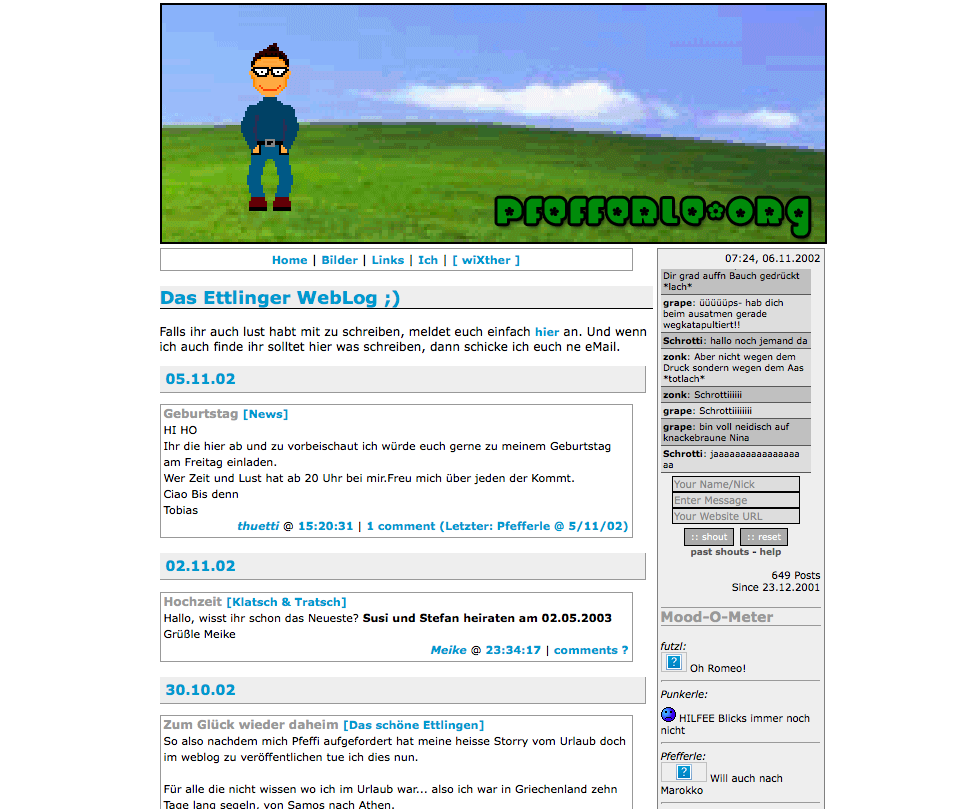 Pfefferle*org
Home | Bilder | Links | Ich | [ wiXther ]
Das Ettlinger WebLog ;)
Falls ihr auch lust habt mit zu schreiben, meldet euch einfach hier an. Und wenn
ich auch finde ihr solltet hier was schreiben, dann schicke ich euch ne eMail.
05.11.02
Geburtstag [News]
HI HO
Ihr die hier ab und zu vorbeischaut ich würde euch gerne zu meinem Geburtstag
am Freitag einladen.
Wer Zeit und Lust hat ab 20 Uhr bei mir.Freu mich über jeden der Kommt.
Ciao Bis denn
Tobias
thuetti @ 15:20:31 | 1 comment (Letzter: Pfefferle @ 5/11/02)
02.11.02
Hochzeit [Klatsch & Tratsch]
Hallo, wisst ihr schon das Neueste? Susi und Stefan heiraten am 02.05.2003
Grüßle Meike
Meike @ 23:34:17 | comments ?
30.10.02
Zum Glück wieder daheim [Das schöne Ettlingen]
So also nachdem mich Pfeffi aufgefordert hat meine heisse Storry vom Urlaub doch
im weblog zu veröffentlichen tue ich dies nun.
Für alle die nicht wissen wo ich im Urlaub war... also ich war in Griechenland zehn
Tage lang segeln, von Samos nach Athen.
07:24, 06.11.2002
Dir grad auffn Bauch gedrückt
*lach*
grape: üüüüüps- hab dich
beim ausatmen gerade
wegkatapultiert!!
Schrotti: hallo noch jemand da
zonk: Aber nicht wegen dem
Druck sondern wegen dem Aas
*totlach*
zonk: Schrottiiiiii
grape: Schrottiiiiiiii
grape: bin voll neidisch auf
knackebraune Nina
Schrotti: jaaaaaaaaaaaaaaaa
aa
Your Name/Nick
Enter Message
Your Website URL
:: shout :: reset
past shouts - help
649 Posts
Since 23.12.2001
Mood-O-Meter
futzl:
Oh Romeo!
Punkerle:
HILFEE Blicks immer noch
nicht
Pfefferle:
Will auch nach
Marokko